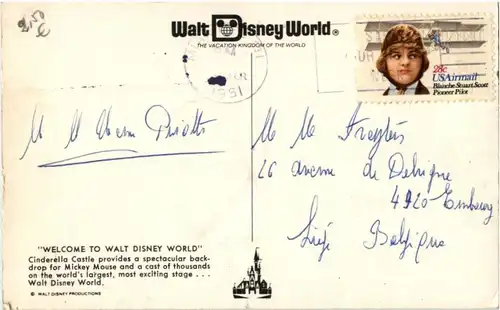 Walt Disney World®
THE VACATION KINGDOM OF THE WORLD
28c
USAirmail
Blanche Stuart Scott
Pioneer Pilot
26 avenue de
4920 Embourg
Liège Belgique
"WELCOME TO WALT DISNEY WORLD"
Cinderella Castle provides a spectacular back-
drop for Mickey Mouse and a cast of thousands
on the world's largest, most exciting stage . . .
Walt Disney World.
© WALT DISNEY PRODUCTIONS